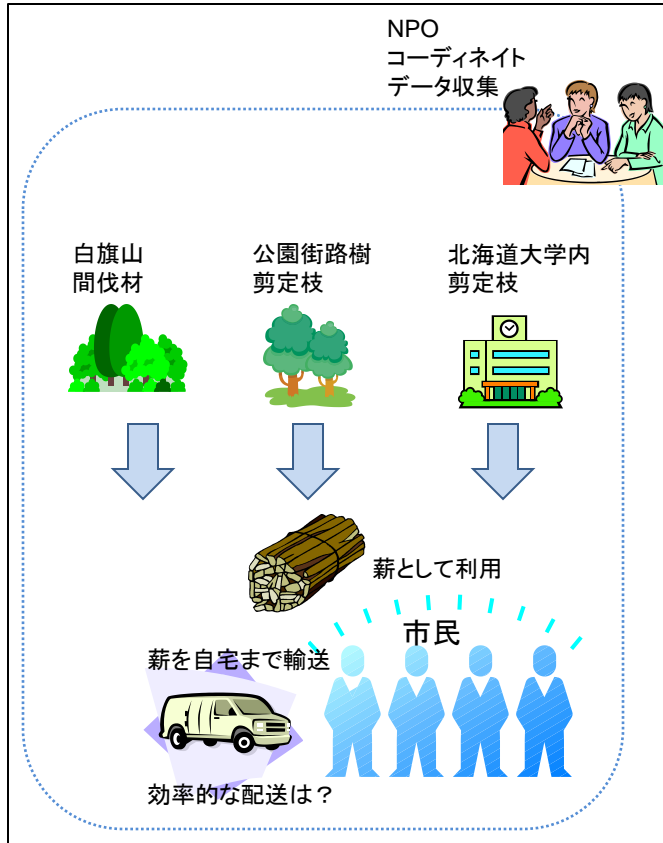 NPO
コーディネイト
データ収集
白旗山
間伐材
公園街路樹
剪定枝
北海道大学内
剪定枝
薪として利用
市民
薪を自宅まで輸送
効率的な配送は？